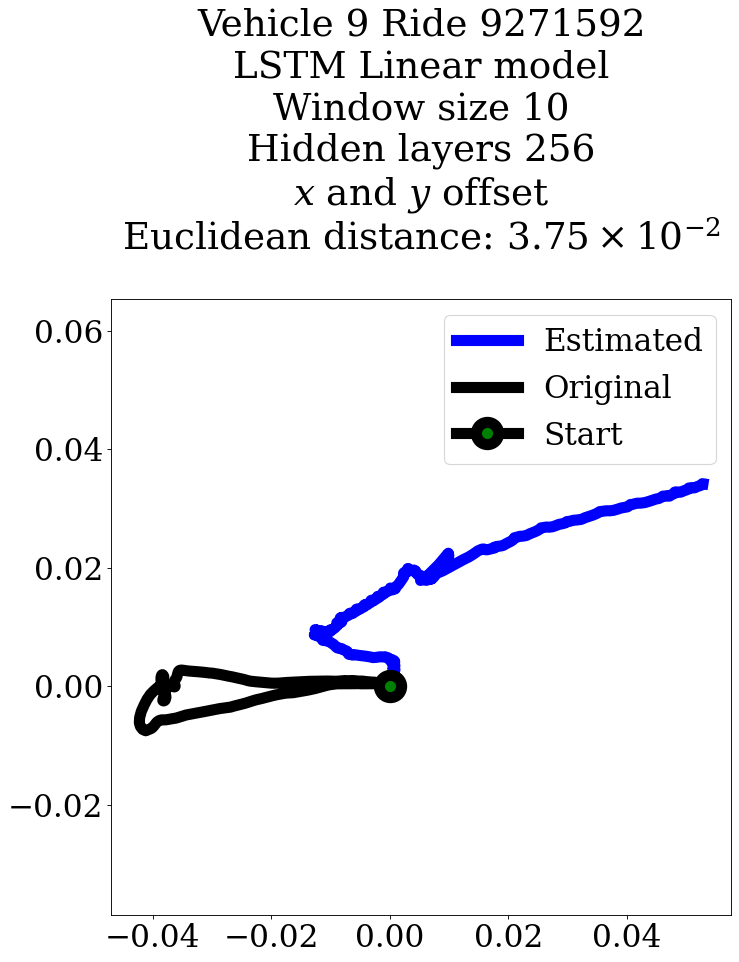 Vehicle 9 Ride 9271592
LSTM Linear model
Window size 10
Hidden layers 256
x and y offset
Euclidean distance: 3.75 × 10⁻²
0.06
0.04
0.02
0.00
−0.02
Estimated
Original
Start
−0.04 −0.02 0.00 0.02 0.04